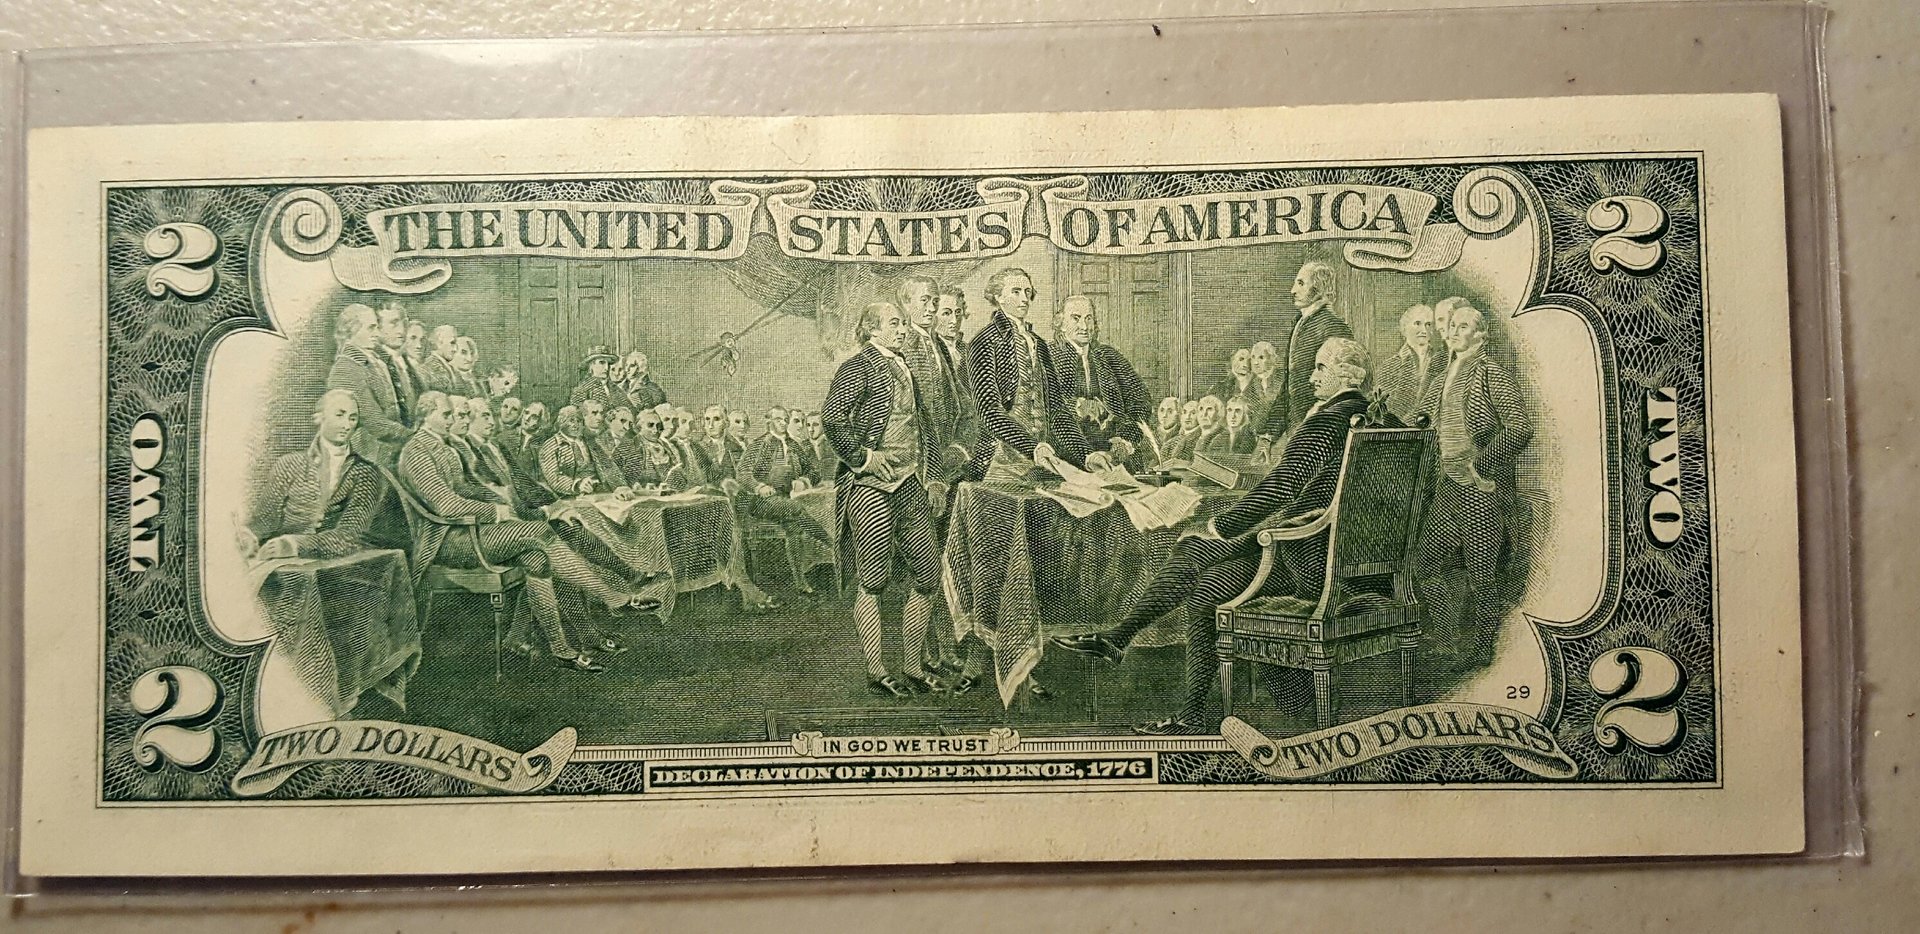 THE UNITED STATES OF AMERICA
2
2
TWO
TWO
29
2
2
TWO DOLLARS
IN GOD WE TRUST
TWO DOLLARS
DECLARATION OF INDEPENDENCE, 1776